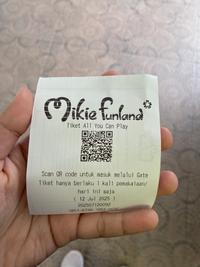 Mikie Funland
Tiket All You Can Play
Scan QR code untuk masuk melalui Gate
Tiket hanya berlaku 1 kali pemakaian/
hari ini saja
( 12 Jul 2025 )